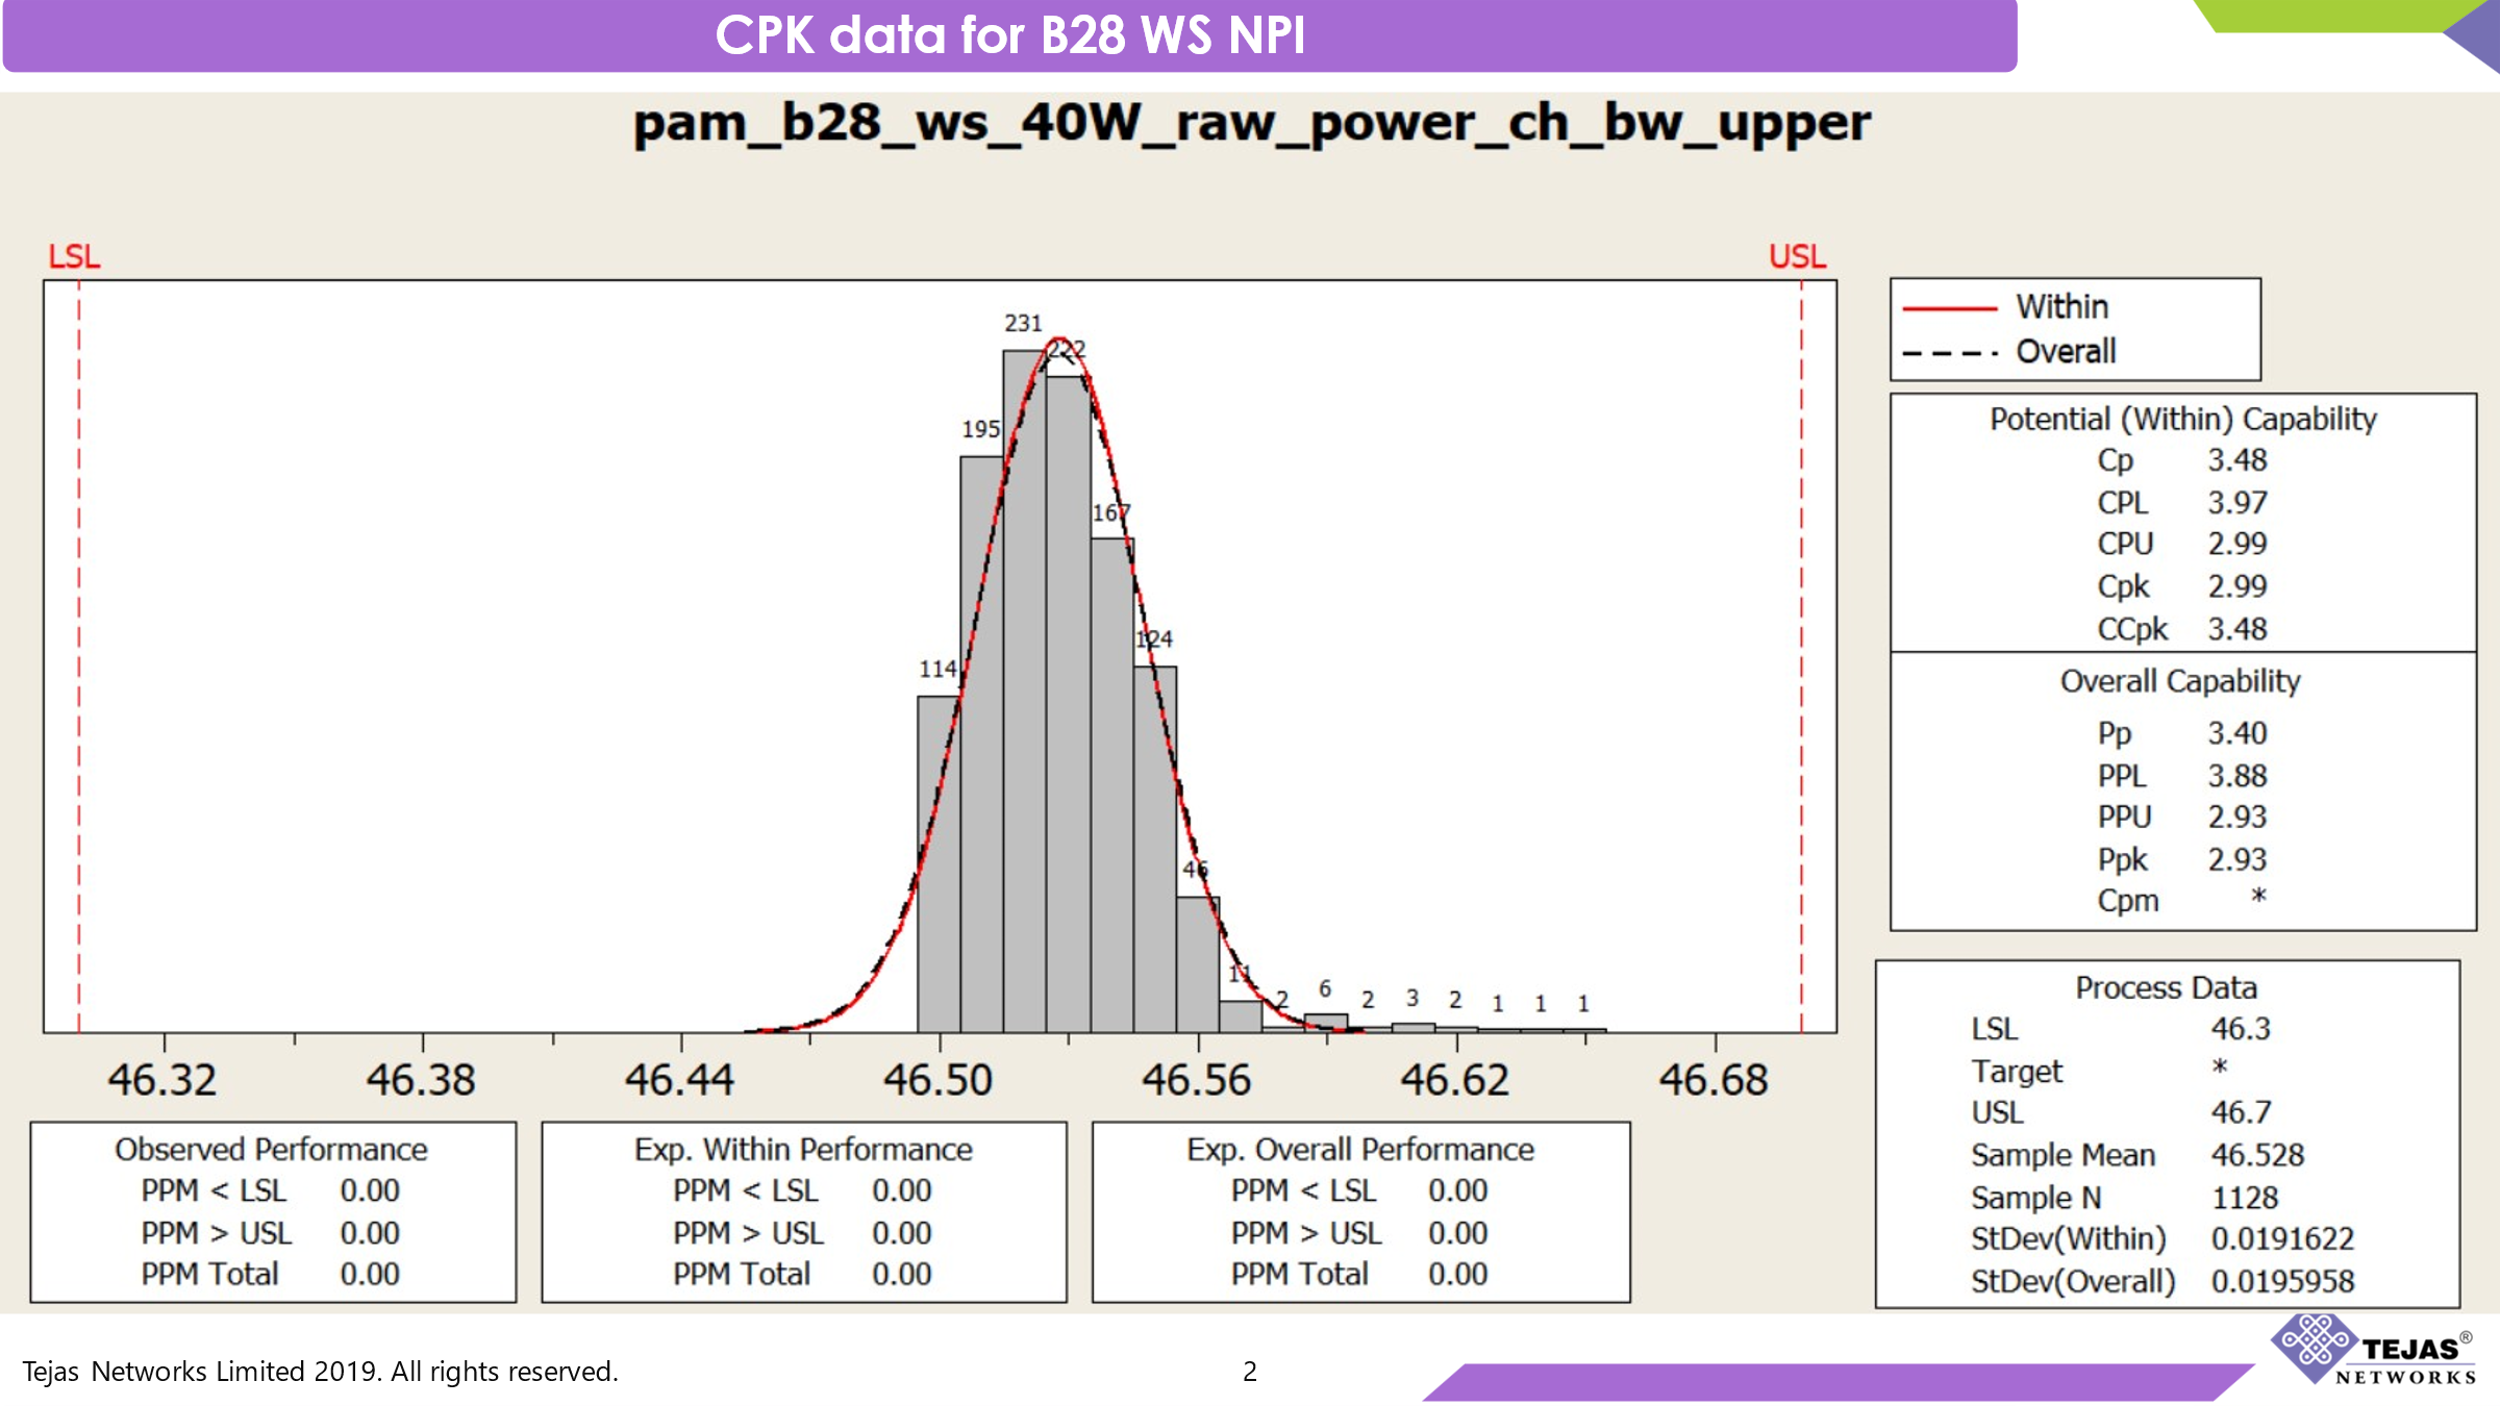 CPK data for B28 WS NPI
pam_b28_ws_40W_raw_power_ch_bw_upper
LSL
USL
231
222
195
167
124
114
46
11
2
6
2
3
2
1
1
1
46.32
46.38
46.44
46.50
46.56
46.62
46.68
Within
Overall
Potential (Within) Capability
Cp 3.48
CPL 3.97
CPU 2.99
Cpk 2.99
CCpk 3.48
Overall Capability
Pp 3.40
PPL 3.88
PPU 2.93
Ppk 2.93
Cpm *
Process Data
LSL 46.3
Target *
USL 46.7
Sample Mean 46.528
Sample N 1128
StDev(Within) 0.0191622
StDev(Overall) 0.0195958
Observed Performance
PPM < LSL 0.00
PPM > USL 0.00
PPM Total 0.00
Exp. Within Performance
PPM < LSL 0.00
PPM > USL 0.00
PPM Total 0.00
Exp. Overall Performance
PPM < LSL 0.00
PPM > USL 0.00
PPM Total 0.00
Tejas Networks Limited 2019. All rights reserved.
2
TEJAS®
NETWORKS